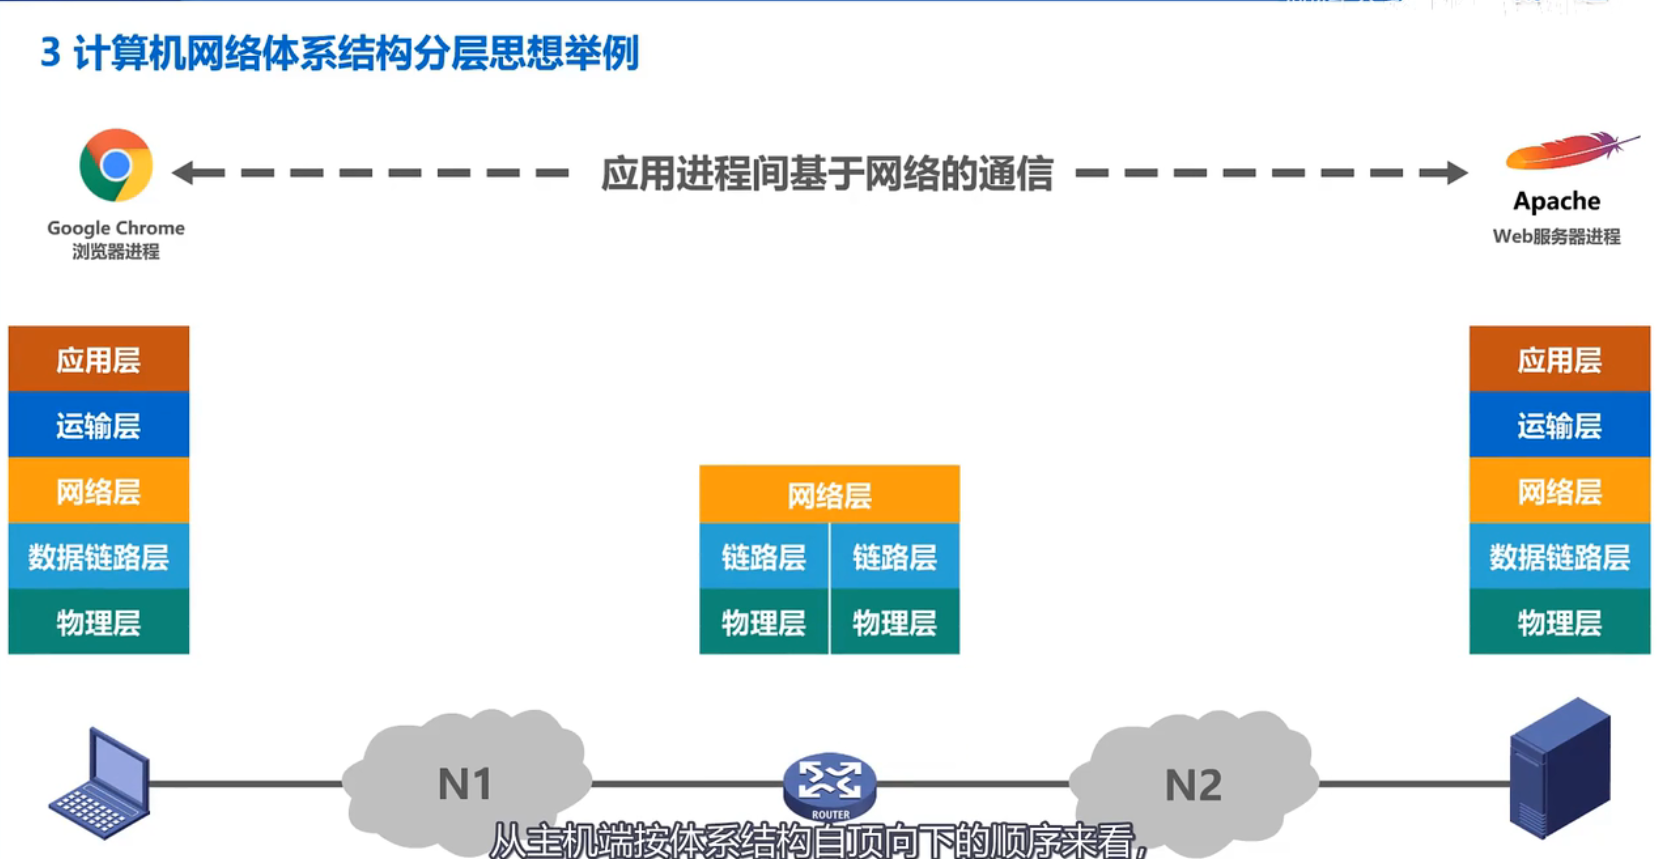 3 计算机网络体系结构分层思想举例
应用进程间基于网络的通信
Google Chrome
浏览器进程
Apache
Web服务器进程
应用层
运输层
网络层
数据链路层
物理层
网络层
链路层 链路层
物理层 物理层
应用层
运输层
网络层
数据链路层
物理层
N1
ROUTER
N2
从主机端按体系结构自顶向下的顺序来看,